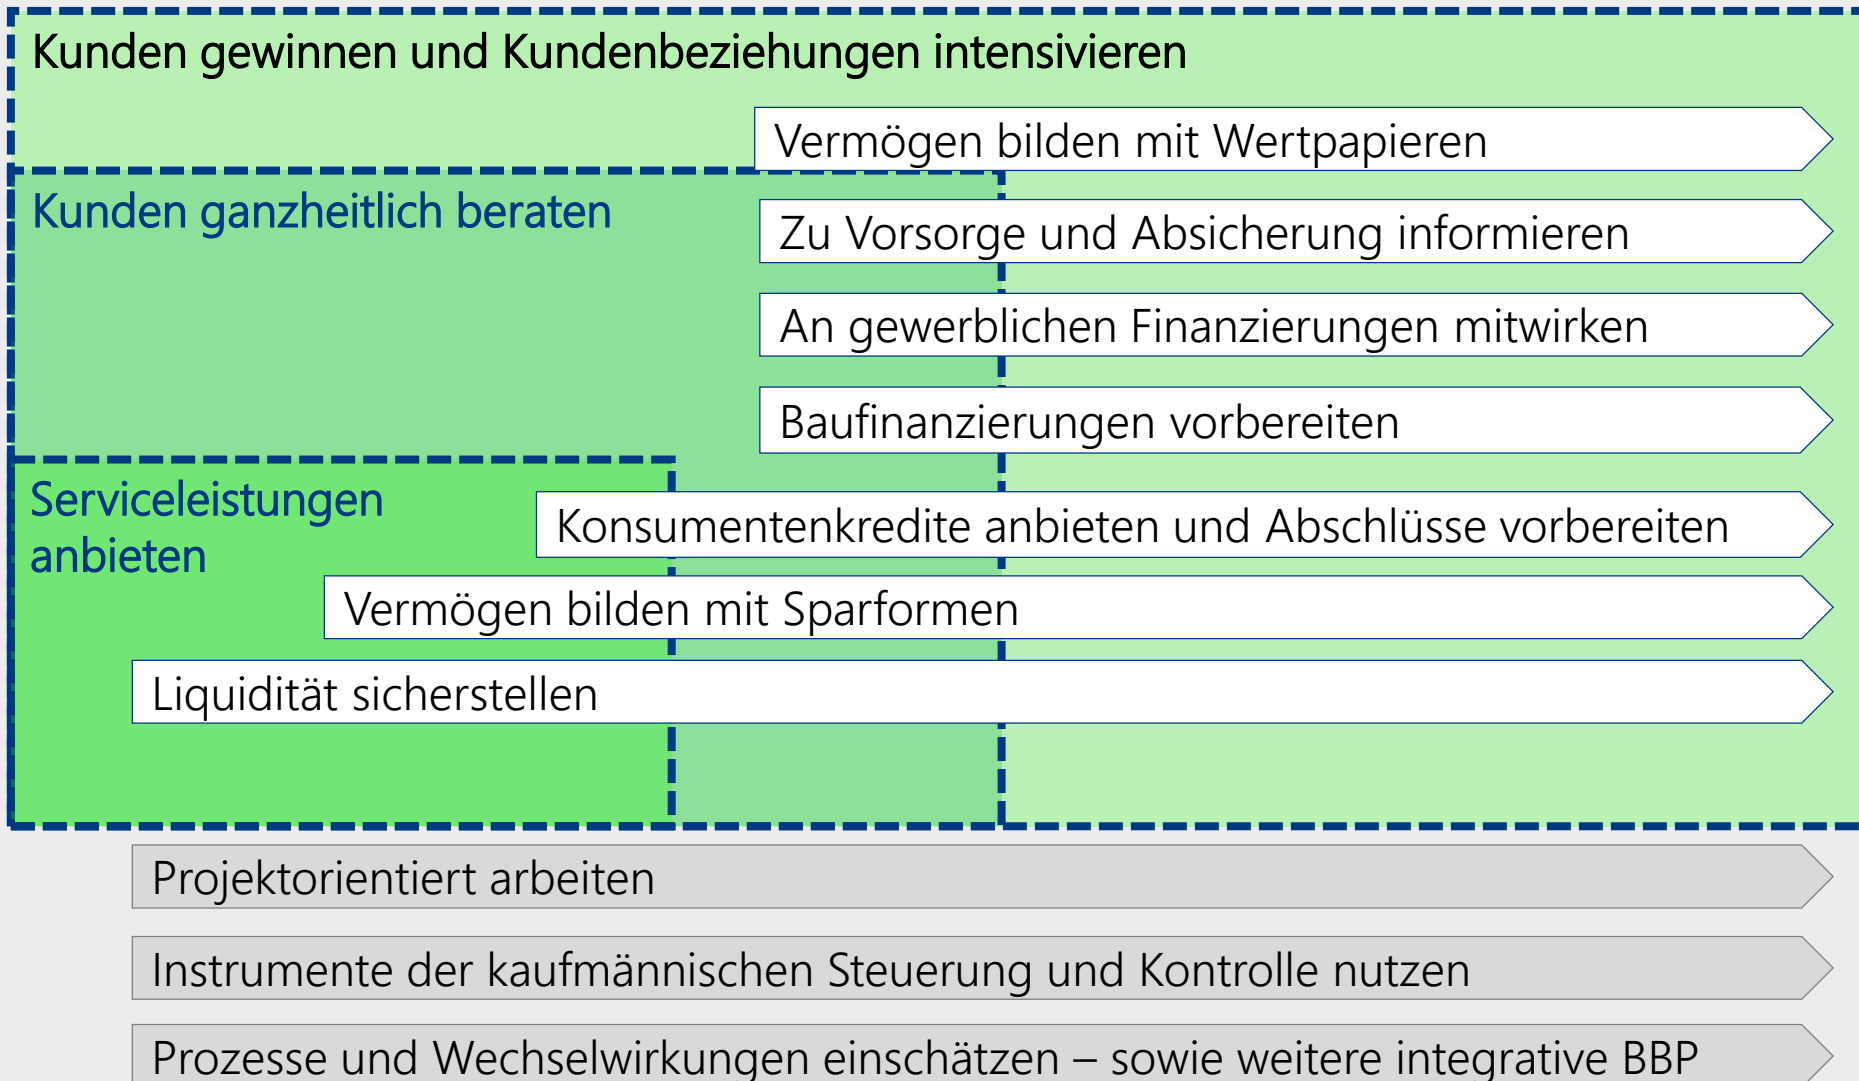 Kunden gewinnen und Kundenbeziehungen intensivieren
Vermögen bilden mit Wertpapieren
Kunden ganzheitlich beraten
Zu Vorsorge und Absicherung informieren
An gewerblichen Finanzierungen mitwirken
Baufinanzierungen vorbereiten
Serviceleistungen
anbieten
Konsumentenkredite anbieten und Abschlüsse vorbereiten
Vermögen bilden mit Sparformen
Liquidität sicherstellen
Projektorientiert arbeiten
Instrumente der kaufmännischen Steuerung und Kontrolle nutzen
Prozesse und Wechselwirkungen einschätzen – sowie weitere integrative BBP